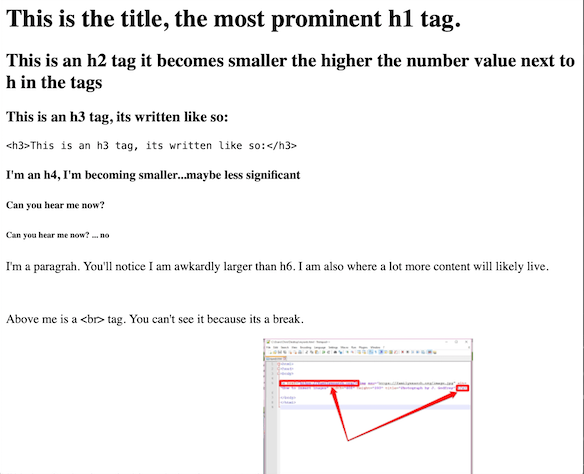 This is the title, the most prominent h1 tag.
This is an h2 tag it becomes smaller the higher the number value next to
h in the tags
This is an h3 tag, its written like so:
<h3>This is an h3 tag, its written like so:</h3>
I'm an h4, I'm becoming smaller...maybe less significant
Can you hear me now?
Can you hear me now? ... no
I'm a paragrah. You'll notice I am awkardly larger than h6. I am also where a lot more content will likely live.
Above me is a <br> tag. You can't see it because its a break.